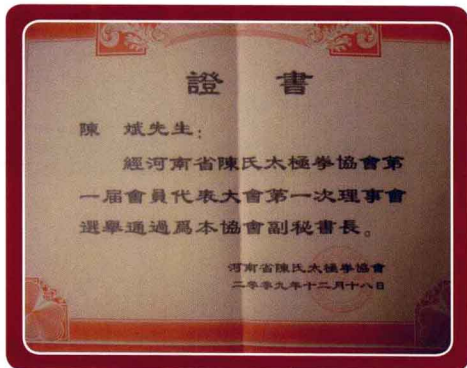 證書
陳 斌先生：
經河南省陳氏太極拳協會第
一届會員代表大會第一次理事會
選舉通過爲本協會副秘書長。
河南省陳氏太極拳協會
二零零九年十二月十八日